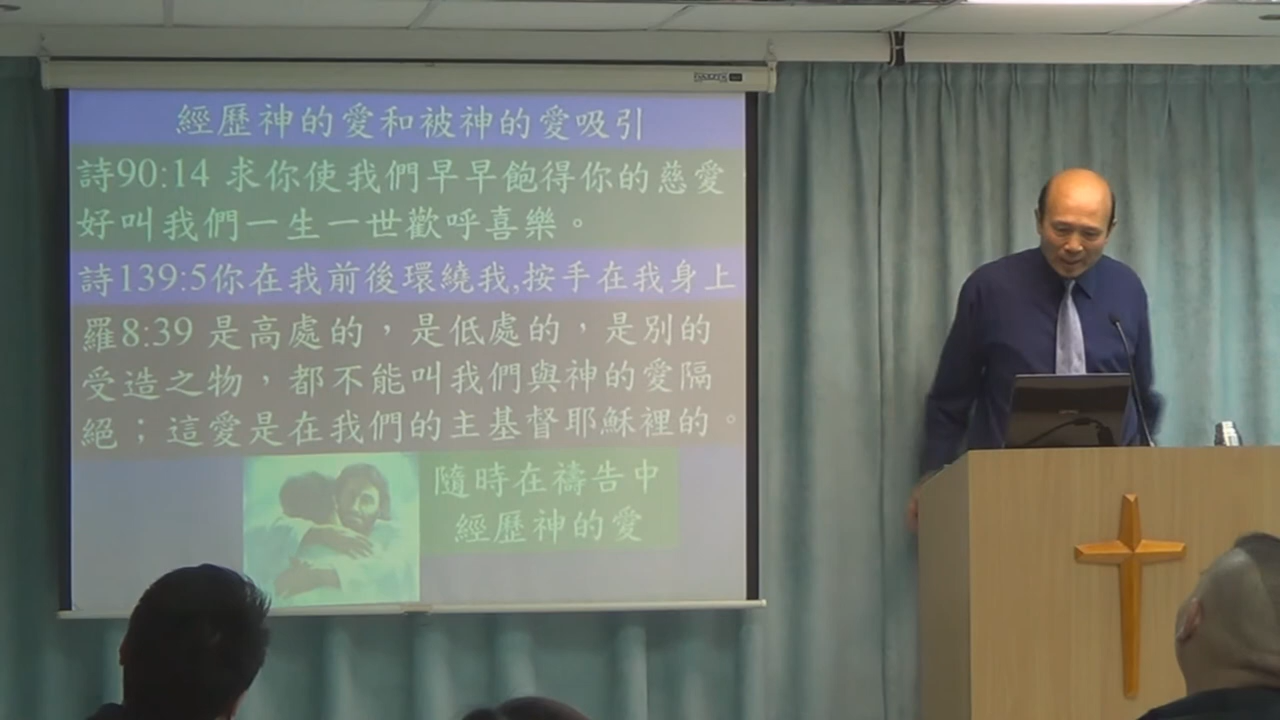 經歷神的愛和被神的愛吸引
詩90:14 求你使我們早早飽得你的慈愛
好叫我們一生一世歡呼喜樂。
詩139:5你在我前後環繞我,按手在我身上
羅8:39 是高處的，是低處的，是別的
受造之物，都不能叫我們與神的愛隔
絕；這愛是在我們的主基督耶穌裡的。
隨時在禱告中
經歷神的愛